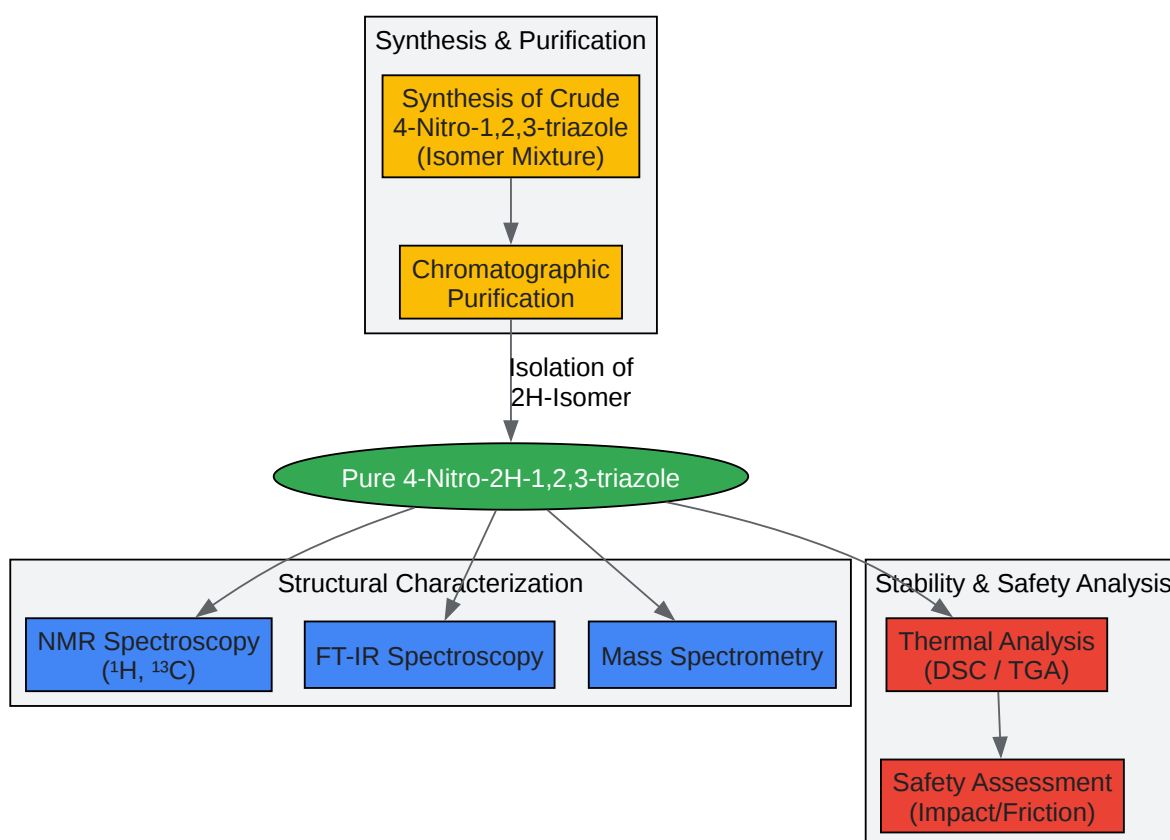 Synthesis & Purification
Synthesis of Crude
4-Nitro-1,2,3-triazole
(Isomer Mixture)
Chromatographic
Purification
Isolation of
2H-Isomer
Pure 4-Nitro-2H-1,2,3-triazole
Structural Characterization
NMR Spectroscopy
(¹H, ¹³C)
FT-IR Spectroscopy
Mass Spectrometry
Stability & Safety Analysis
Thermal Analysis
(DSC / TGA)
Safety Assessment
(Impact/Friction)